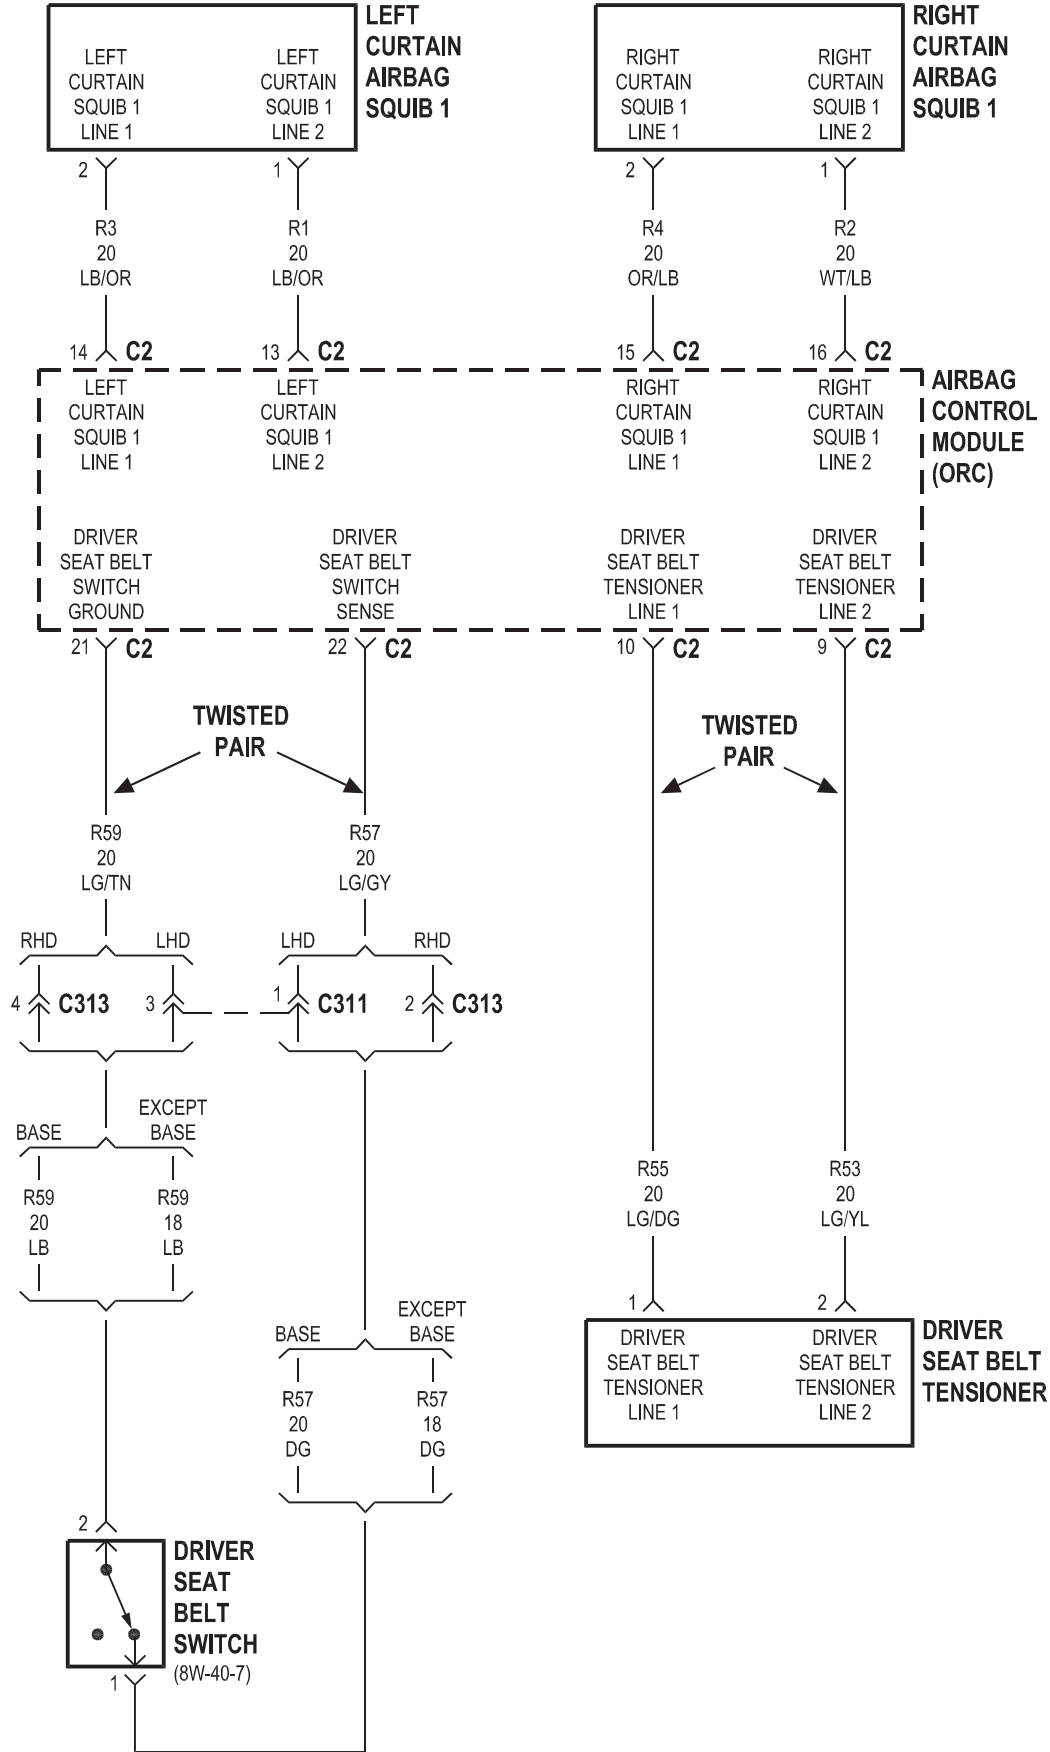 LEFT
CURTAIN
AIRBAG
SQUIB 1
LEFT
CURTAIN
SQUIB 1
LINE 1
LEFT
CURTAIN
SQUIB 1
LINE 2
RIGHT
CURTAIN
AIRBAG
SQUIB 1
RIGHT
CURTAIN
SQUIB 1
LINE 1
RIGHT
CURTAIN
SQUIB 1
LINE 2
2
1
2
1
R3
20
LB/OR
R1
20
LB/OR
R4
20
OR/LB
R2
20
WT/LB
14 C2
13 C2
15 C2
16 C2
AIRBAG
CONTROL
MODULE
(ORC)
LEFT
CURTAIN
SQUIB 1
LINE 1
LEFT
CURTAIN
SQUIB 1
LINE 2
RIGHT
CURTAIN
SQUIB 1
LINE 1
RIGHT
CURTAIN
SQUIB 1
LINE 2
DRIVER
SEAT BELT
SWITCH
GROUND
DRIVER
SEAT BELT
SWITCH
SENSE
DRIVER
SEAT BELT
TENSIONER
LINE 1
DRIVER
SEAT BELT
TENSIONER
LINE 2
21 C2
22 C2
10 C2
9 C2
TWISTED
PAIR
TWISTED
PAIR
R59
20
LG/TN
R57
20
LG/GY
RHD
LHD
LHD
RHD
4 C313
3
1 C311
2 C313
BASE
EXCEPT
BASE
R59
20
LB
R59
18
LB
R55
20
LG/DG
R53
20
LG/YL
BASE
EXCEPT
BASE
R57
20
DG
R57
18
DG
1
2
DRIVER
SEAT BELT
TENSIONER
LINE 1
DRIVER
SEAT BELT
TENSIONER
LINE 2
DRIVER
SEAT BELT
TENSIONER
2
DRIVER
SEAT
BELT
SWITCH
(8W-40-7)
1